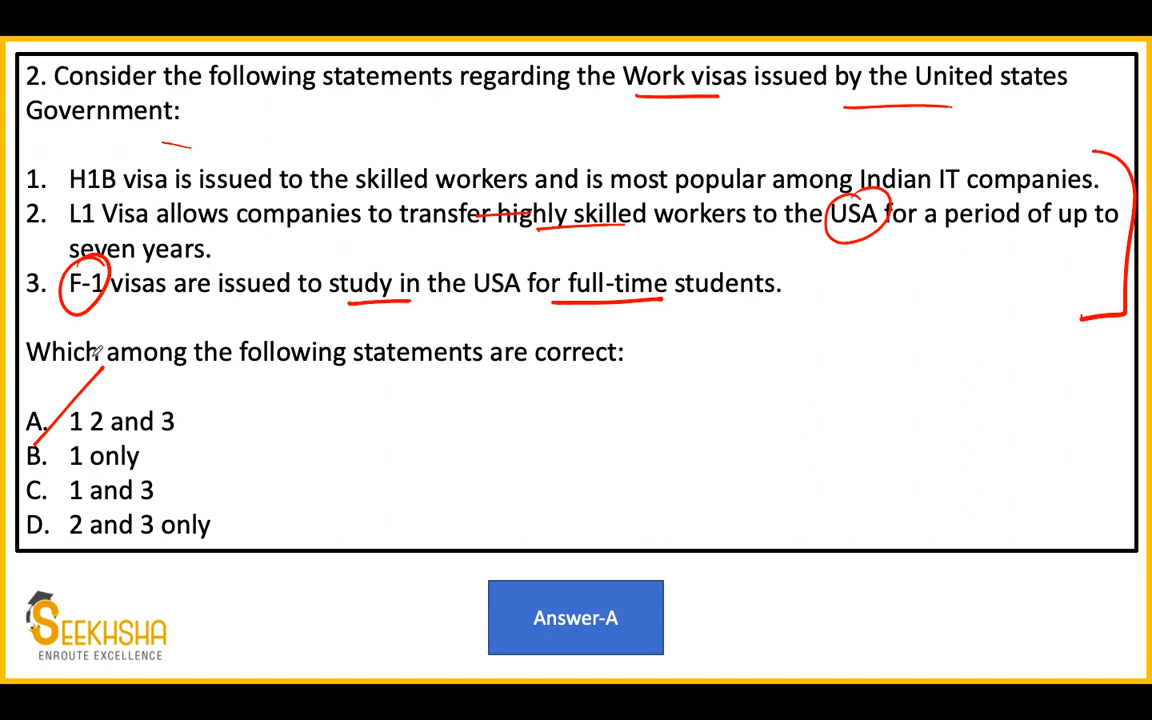 2. Consider the following statements regarding the Work visas issued by the United states
Government:
1. H1B visa is issued to the skilled workers and is most popular among Indian IT companies.
2. L1 Visa allows companies to transfer highly skilled workers to the USA for a period of up to
seven years.
3. F-1 visas are issued to study in the USA for full-time students.
Which among the following statements are correct:
A. 1 2 and 3
B. 1 only
C. 1 and 3
D. 2 and 3 only
Answer-A
SEEKHSHA
ENROUTE EXCELLENCE